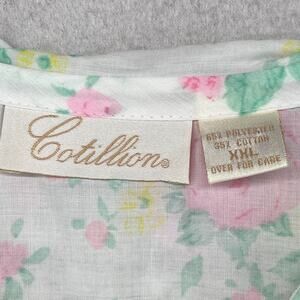 Cotillion®
65% POLYESTER
35% COTTON
XXL
OVER FOR CARE